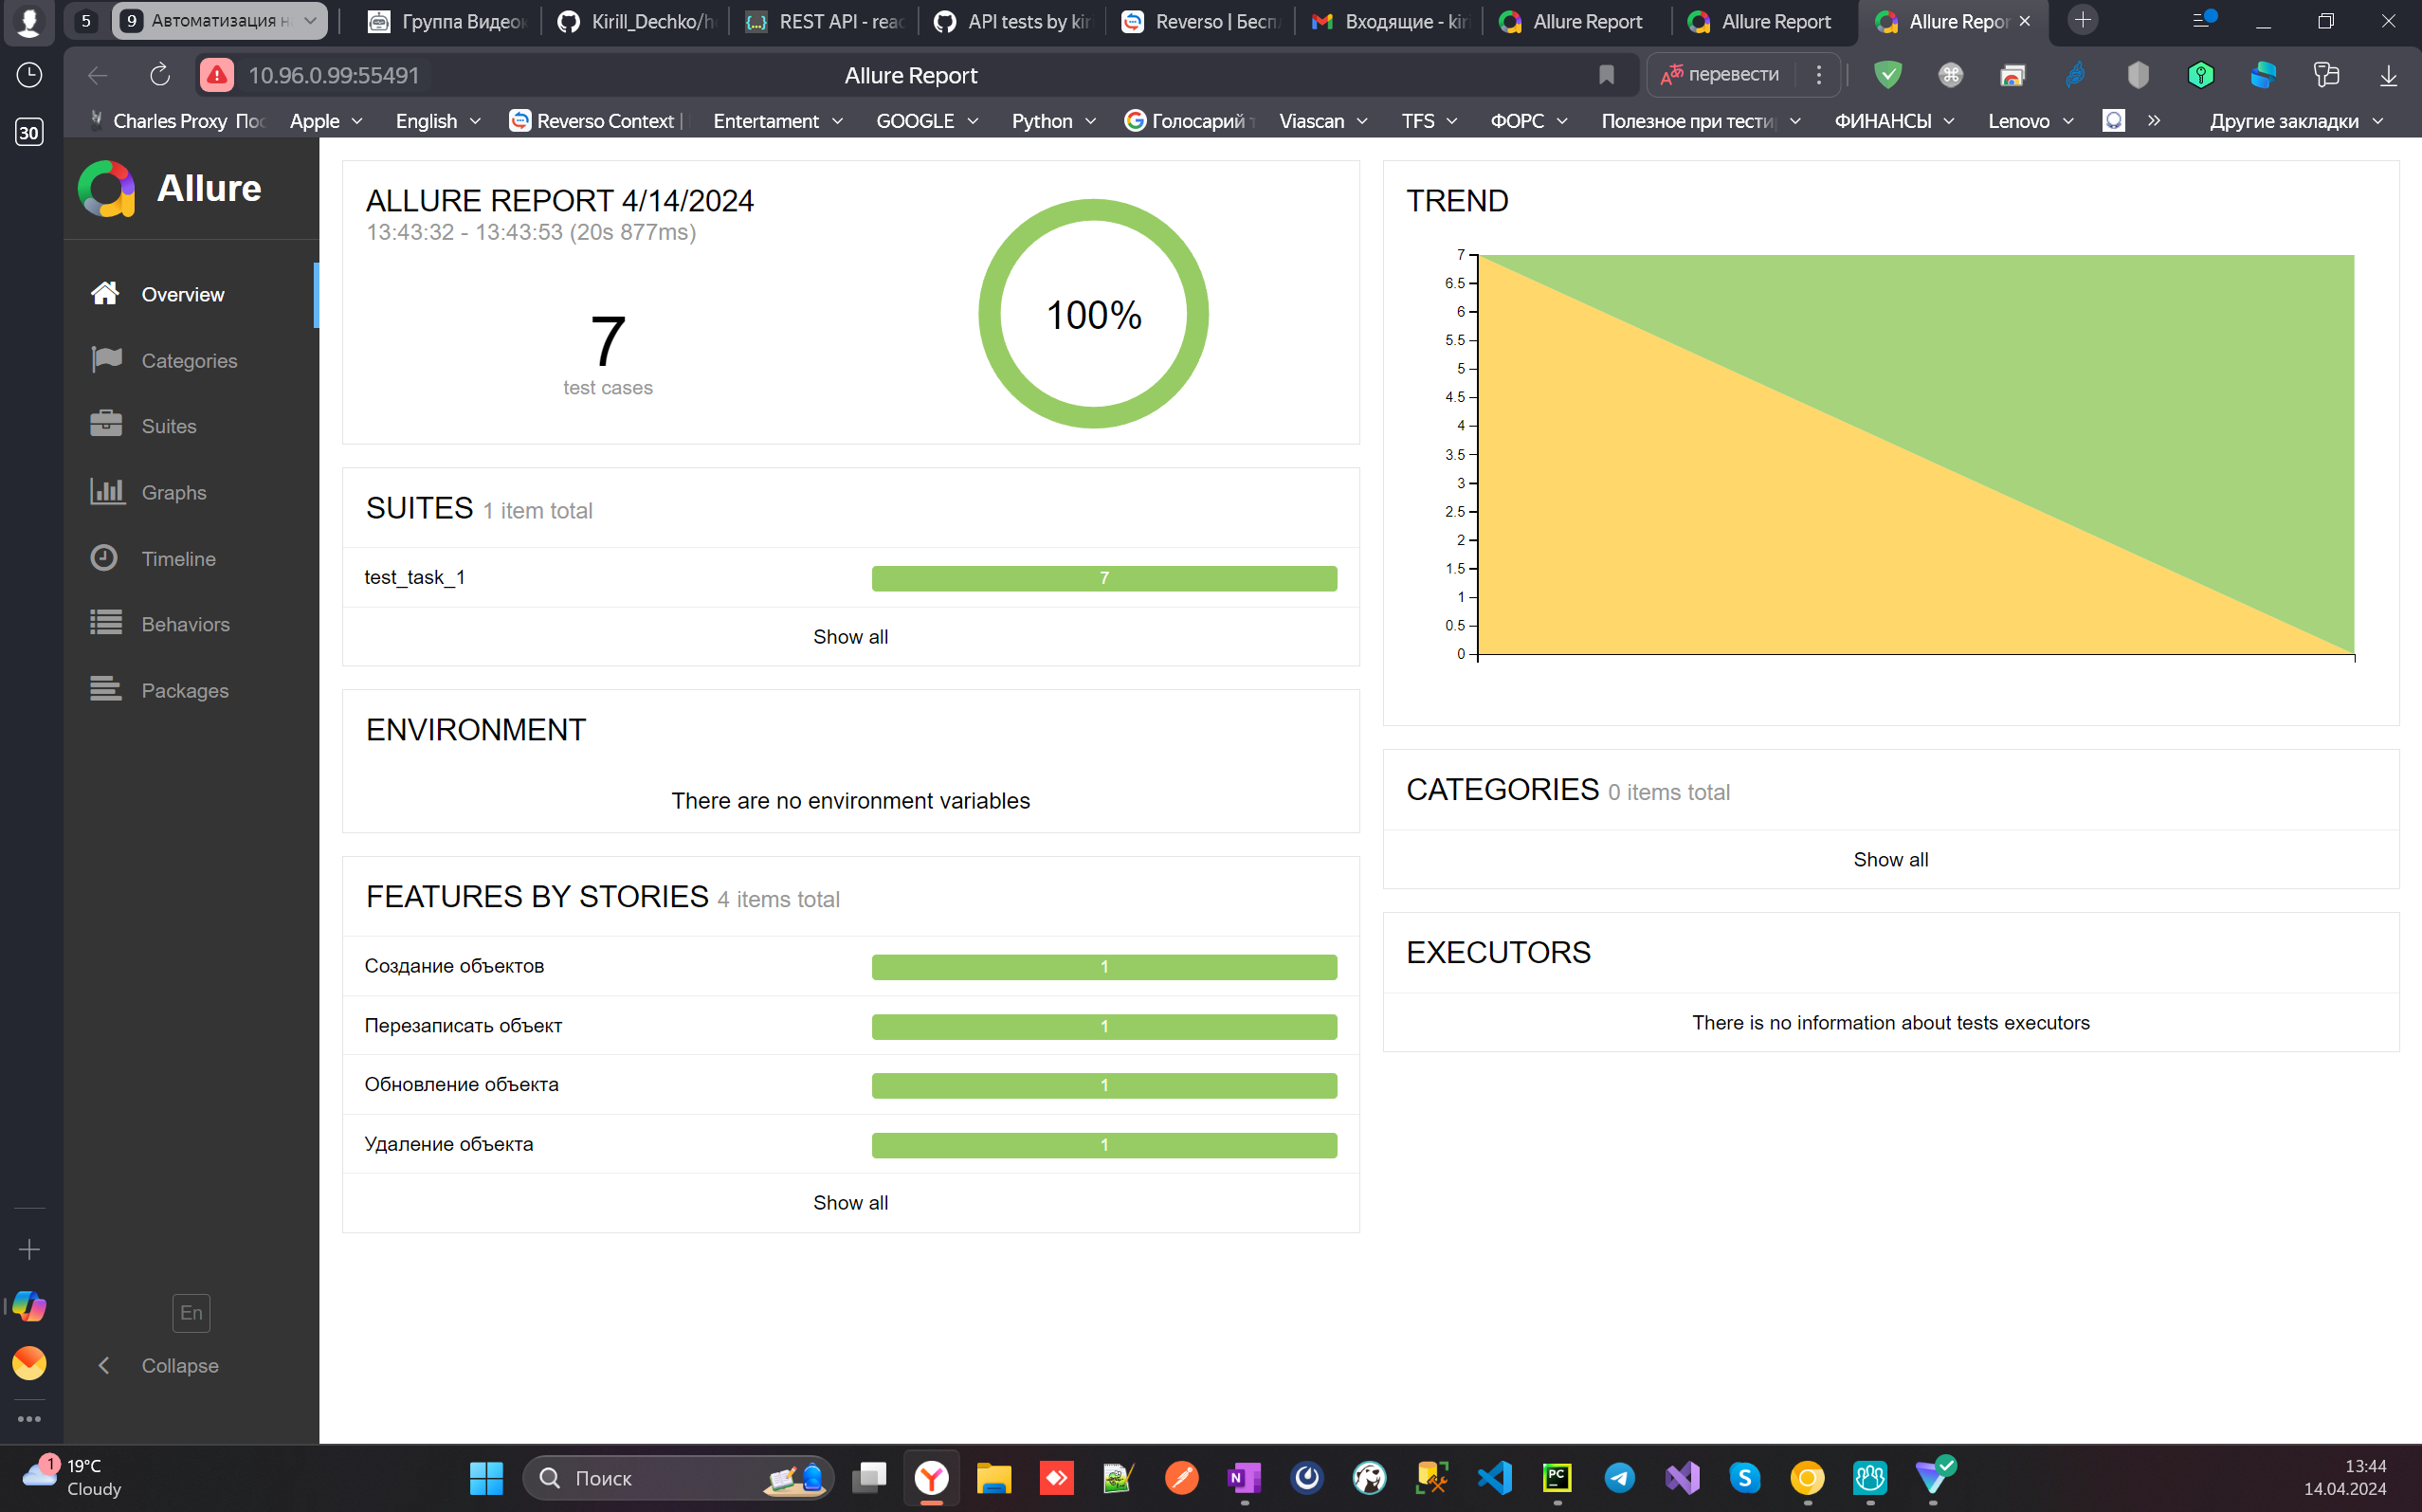 5
9 Автоматизация н
Группа Видеок
Kirill_Dechko/h
REST API - reac
API tests by kir
Reverso | Бесп
Входящие - kiri
Allure Report
Allure Report
Allure Repor
10.96.0.99:55491
Allure Report
перевести
30
Charles Proxy Пос
Apple
English
Reverso Context |
Entertament
GOOGLE
Python
Голосарий т
Viascan
TFS
ФОРС
Полезное при тести
ФИНАНСЫ
Lenovo
Другие закладки
Allure
Overview
Categories
Suites
Graphs
Timeline
Behaviors
Packages
En
Collapse
ALLURE REPORT 4/14/2024
13:43:32 - 13:43:53 (20s 877ms)
7
test cases
100%
SUITES 1 item total
test_task_1
7
Show all
ENVIRONMENT
There are no environment variables
FEATURES BY STORIES 4 items total
Создание объектов
1
Перезаписать объект
1
Обновление объекта
1
Удаление объекта
1
Show all
TREND
7
6.5
6
5.5
5
4.5
4
3.5
3
2.5
2
1.5
1
0.5
0
CATEGORIES 0 items total
Show all
EXECUTORS
There is no information about tests executors
1
19°C
Cloudy
Поиск
13:44
14.04.2024